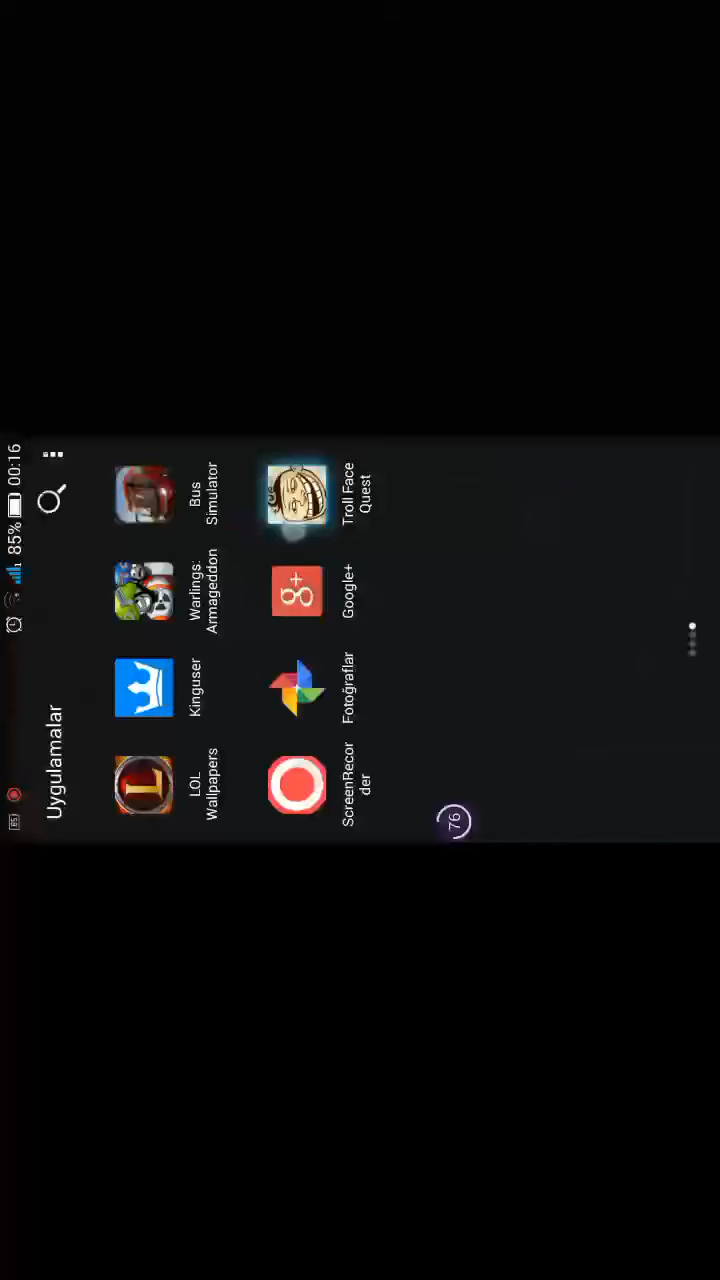 85 85% 00:16
Uygulamalar
LOL
Wallpapers
Kinguser
Warlings:
Armageddon
Bus
Simulator
ScreenRecor
der
Fotoğraflar
Google+
Troll Face
Quest
76